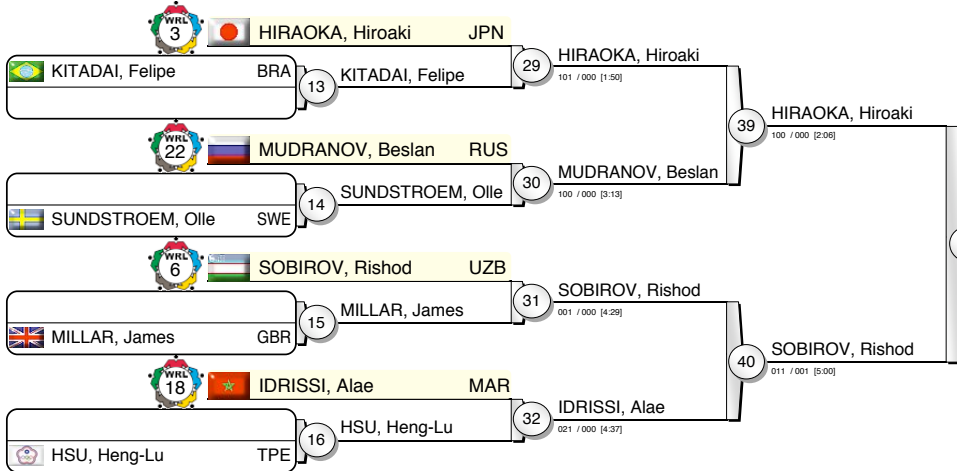 WRL
3
HIRAOKA, Hiroaki JPN
KITADAI, Felipe BRA
13
KITADAI, Felipe
29
HIRAOKA, Hiroaki
101 / 000 [1:50]
WRL
22
MUDRANOV, Beslan RUS
SUNDSTROEM, Olle SWE
14
SUNDSTROEM, Olle
30
MUDRANOV, Beslan
100 / 000 [3:13]
39
HIRAOKA, Hiroaki
100 / 000 [2:06]
WRL
6
SOBIROV, Rishod UZB
MILLAR, James GBR
15
MILLAR, James
31
SOBIROV, Rishod
001 / 000 [4:29]
WRL
18
IDRISSI, Alae MAR
HSU, Heng-Lu TPE
16
HSU, Heng-Lu
32
IDRISSI, Alae
021 / 000 [4:37]
40
SOBIROV, Rishod
011 / 001 [5:00]